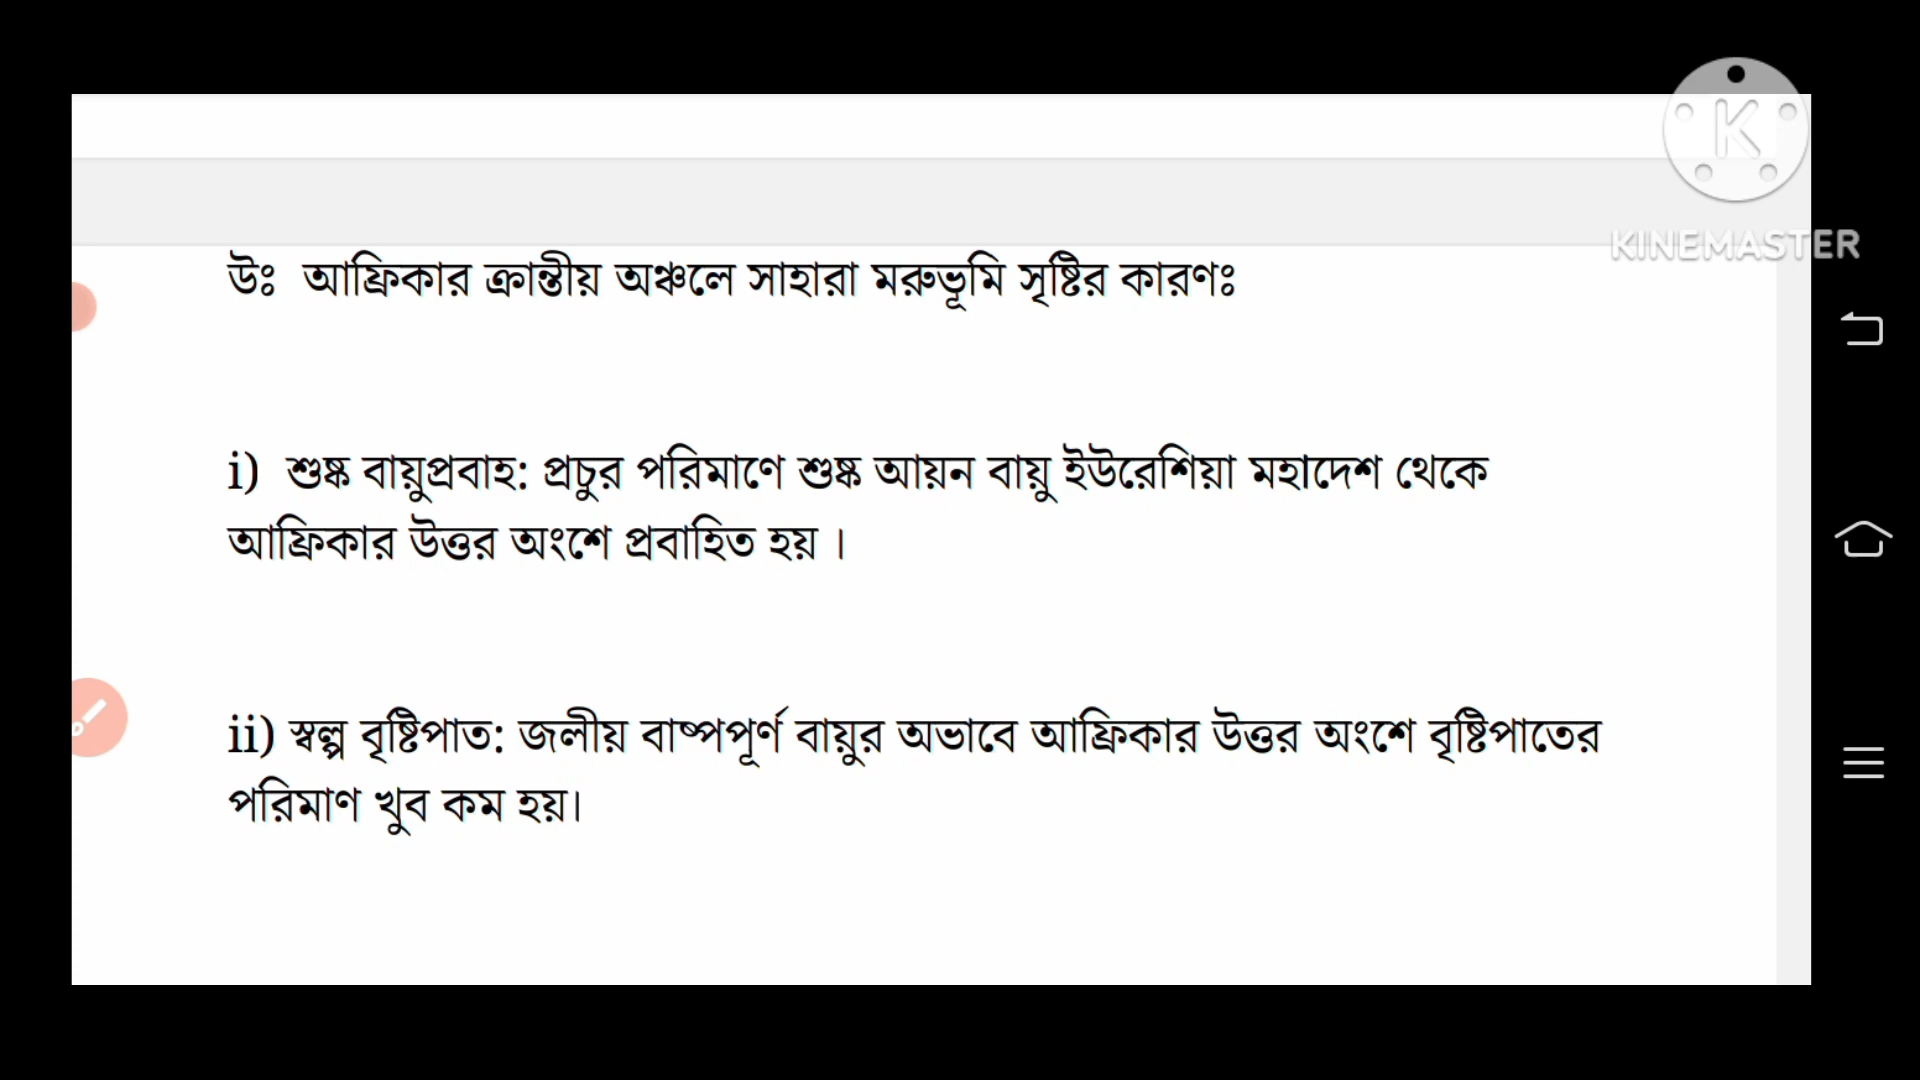 K
KINEMASTER
উঃ আফ্রিকার ক্রান্তীয় অঞ্চলে সাহারা মরুভূমি সৃষ্টির কারণঃ
i) শুষ্ক বায়ুপ্রবাহ: প্রচুর পরিমাণে শুষ্ক আয়ন বায়ু ইউরেশিয়া মহাদেশ থেকে
আফ্রিকার উত্তর অংশে প্রবাহিত হয় ।
ii) স্বল্প বৃষ্টিপাত: জলীয় বাষ্পপূর্ণ বায়ুর অভাবে আফ্রিকার উত্তর অংশে বৃষ্টিপাতের
পরিমাণ খুব কম হয়।